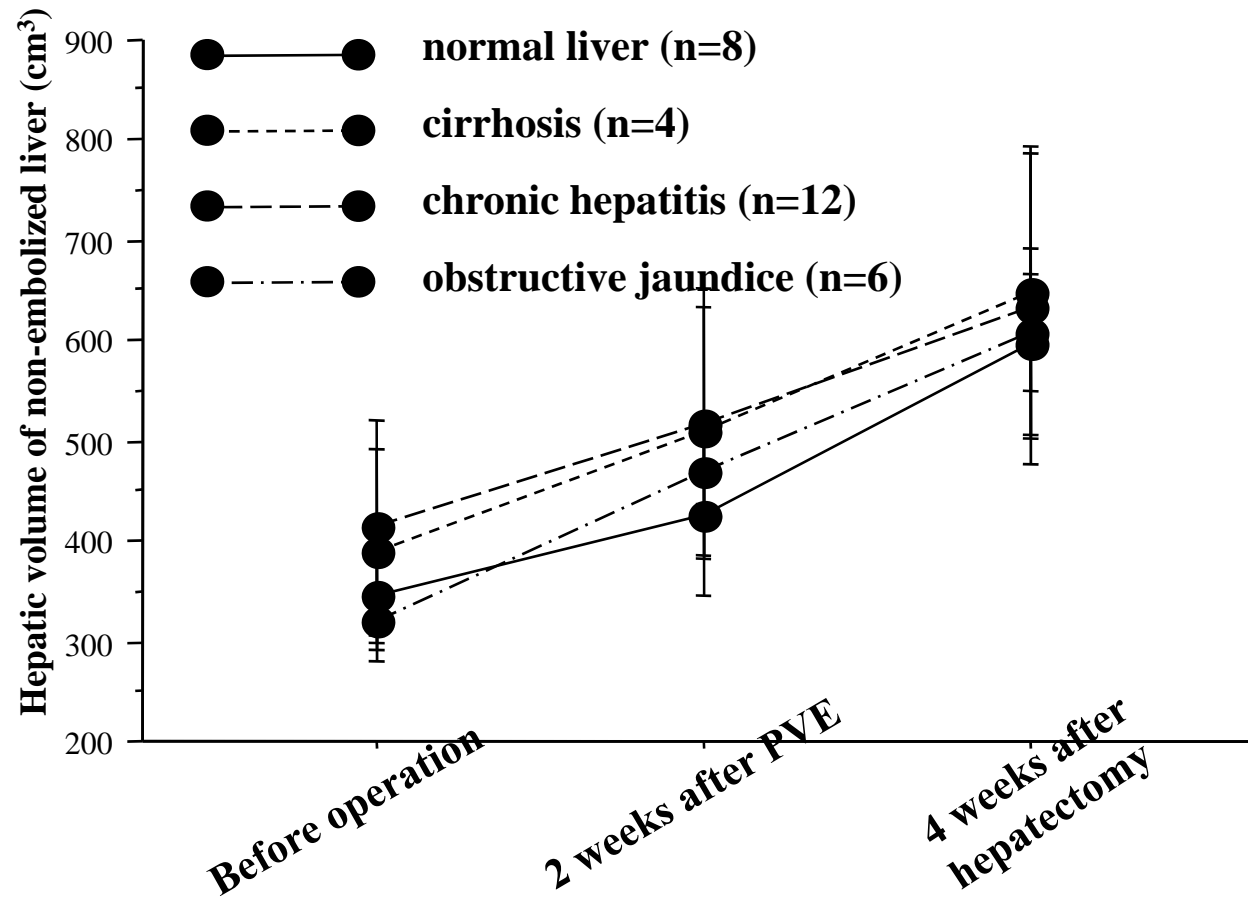 Hepatic volume of non-embolized liver (cm³)
900
800
700
600
500
400
300
200
normal liver (n=8)
cirrhosis (n=4)
chronic hepatitis (n=12)
obstructive jaundice (n=6)
Before operation
2 weeks after PVE
4 weeks after
hepatectomy